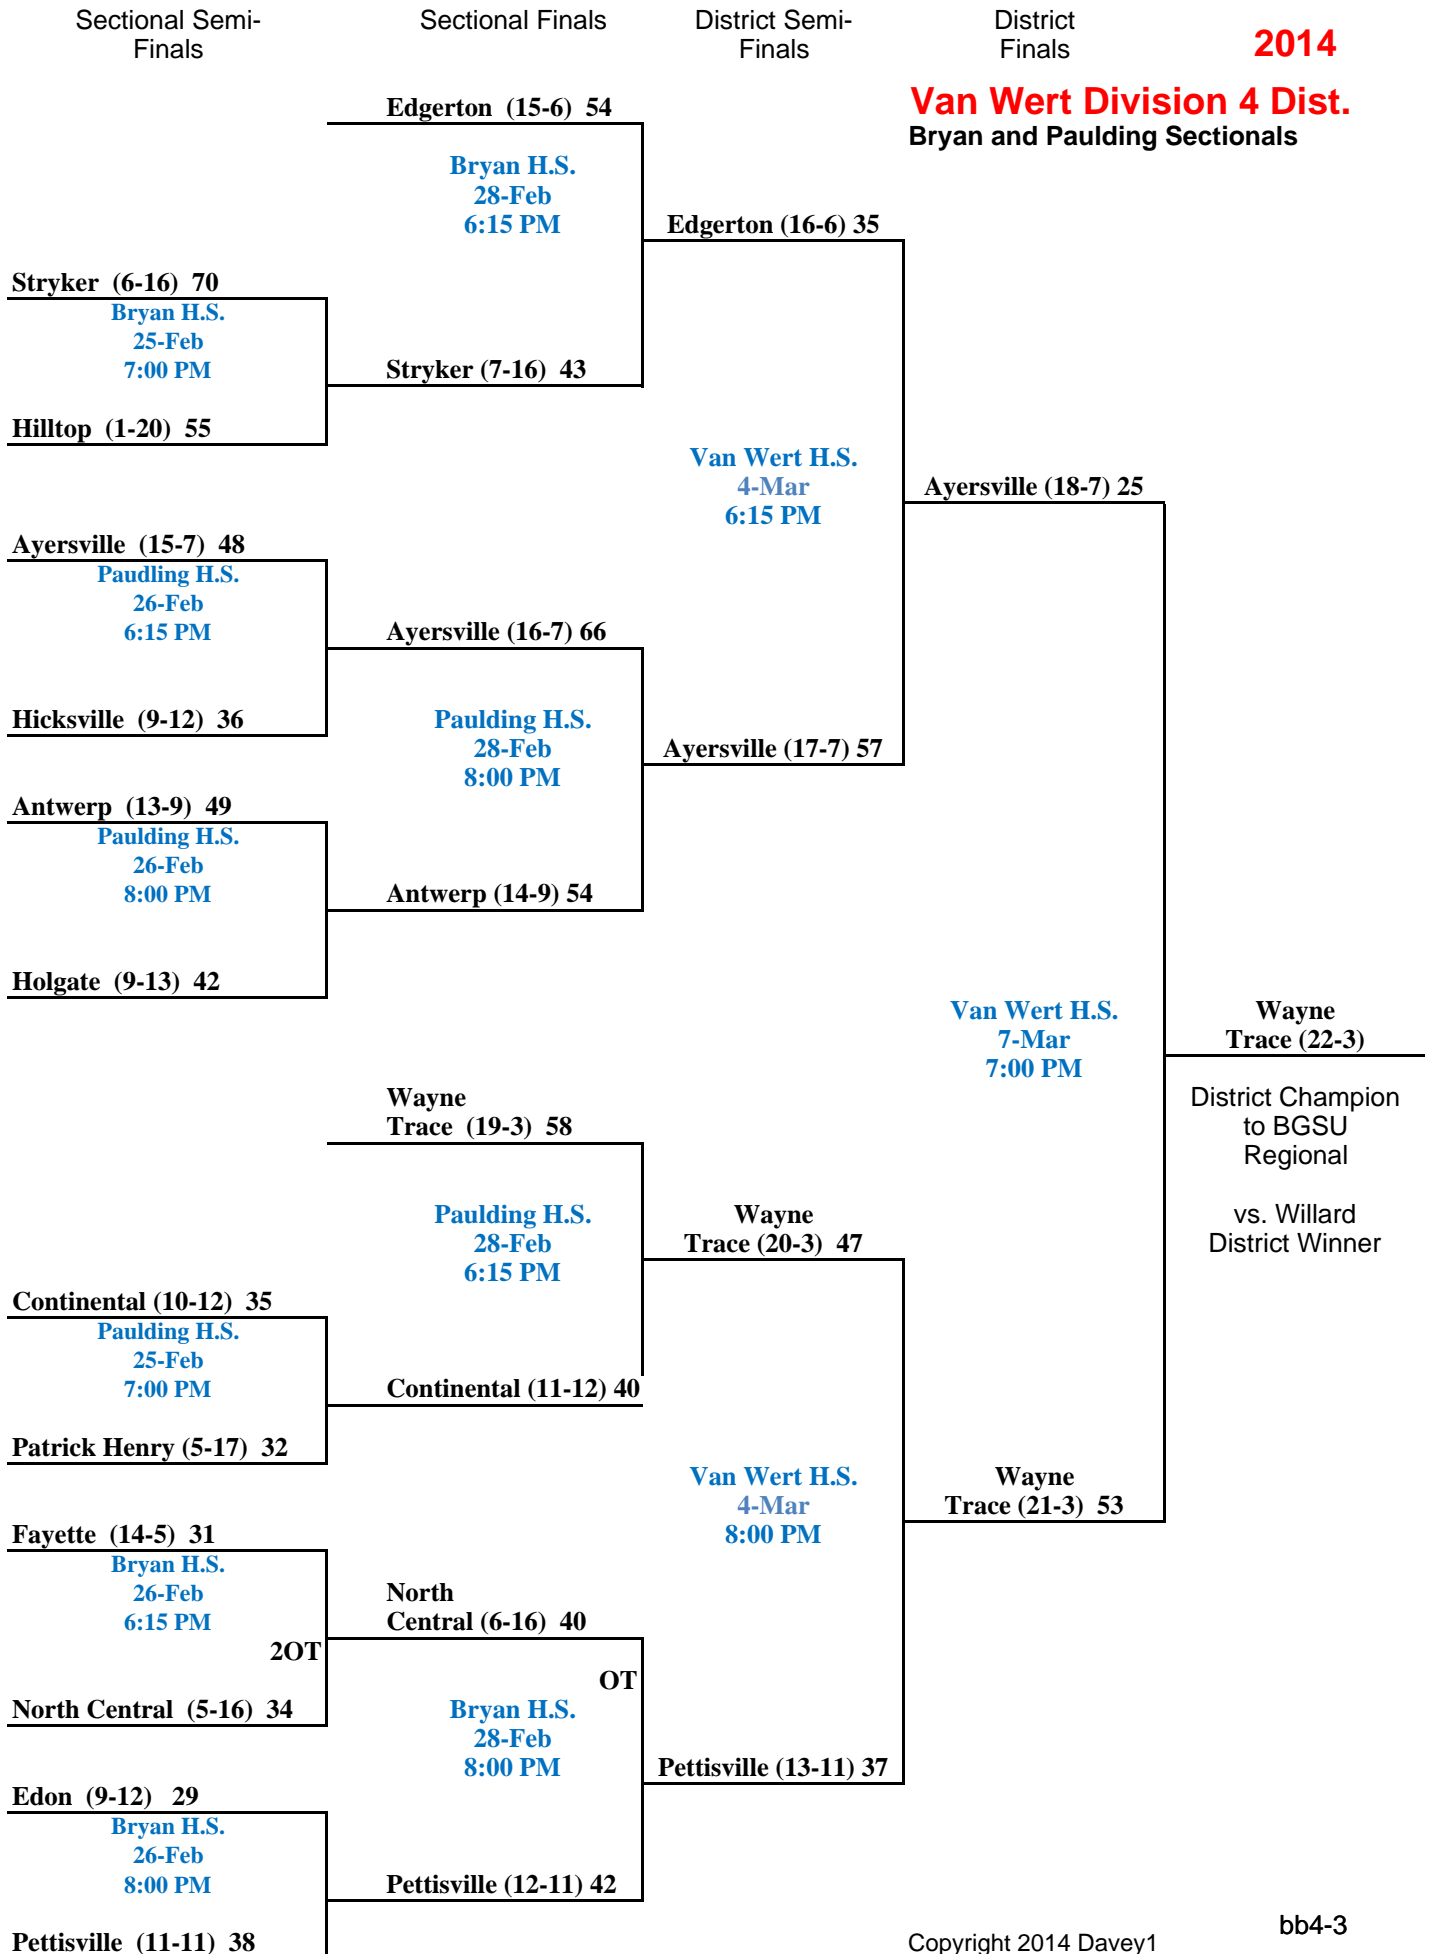 Sectional Semi-
Finals
Sectional Finals
District Semi-
Finals
District
Finals
2014
Van Wert Division 4 Dist.
Bryan and Paulding Sectionals
Edgerton (15-6) 54
Bryan H.S.
28-Feb
6:15 PM
Edgerton (16-6) 35
Stryker (6-16) 70
Bryan H.S.
25-Feb
7:00 PM
Stryker (7-16) 43
Hilltop (1-20) 55
Van Wert H.S.
4-Mar
6:15 PM
Ayersville (18-7) 25
Ayersville (15-7) 48
Paudling H.S.
26-Feb
6:15 PM
Ayersville (16-7) 66
Hicksville (9-12) 36
Paulding H.S.
28-Feb
8:00 PM
Ayersville (17-7) 57
Antwerp (13-9) 49
Paulding H.S.
26-Feb
8:00 PM
Antwerp (14-9) 54
Holgate (9-13) 42
Van Wert H.S.
7-Mar
7:00 PM
Wayne
Trace (22-3)
District Champion
to BGSU
Regional
vs. Willard
District Winner
Wayne
Trace (19-3) 58
Paulding H.S.
28-Feb
6:15 PM
Wayne
Trace (20-3) 47
Continental (10-12) 35
Paulding H.S.
25-Feb
7:00 PM
Continental (11-12) 40
Patrick Henry (5-17) 32
Van Wert H.S.
4-Mar
8:00 PM
Wayne
Trace (21-3) 53
Fayette (14-5) 31
Bryan H.S.
26-Feb
6:15 PM
2OT
North
Central (6-16) 40
OT
North Central (5-16) 34
Bryan H.S.
28-Feb
8:00 PM
Pettisville (13-11) 37
Edon (9-12) 29
Bryan H.S.
26-Feb
8:00 PM
Pettisville (12-11) 42
Pettisville (11-11) 38
Copyright 2014 Davey1
bb4-3